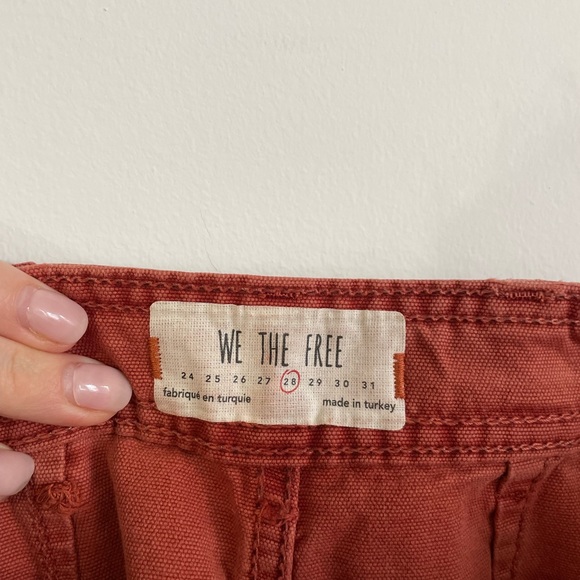 WE THE FREE
24 25 26 27 28 29 30 31
fabriqué en turquie made in turkey